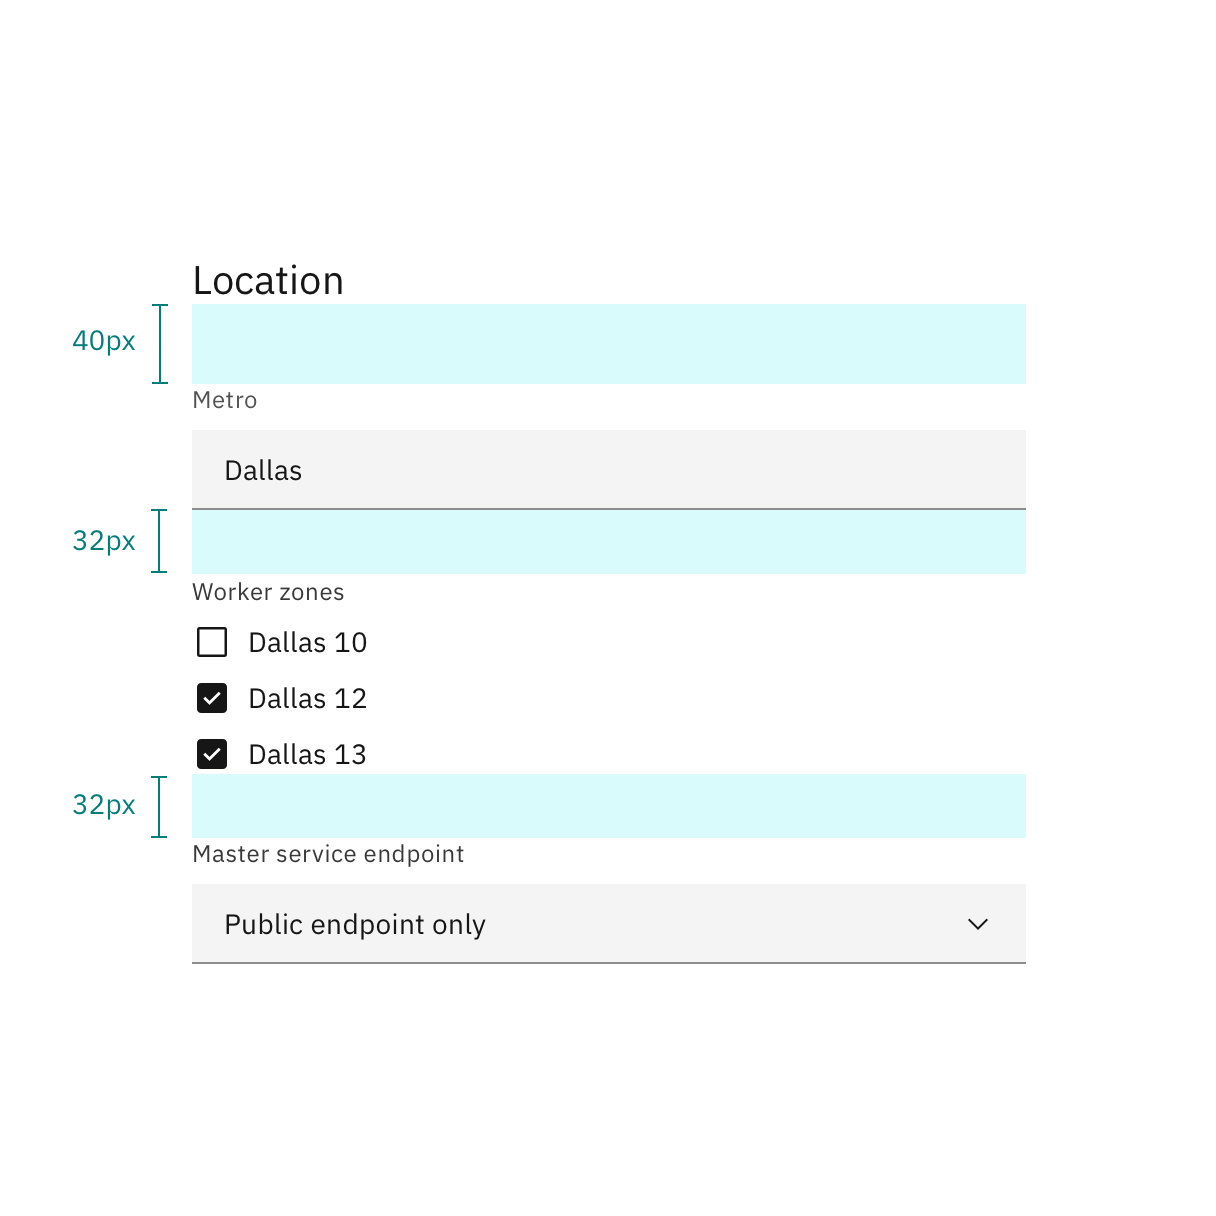 Location
40px
Metro
Dallas
32px
Worker zones
Dallas 10
Dallas 12
Dallas 13
32px
Master service endpoint
Public endpoint only